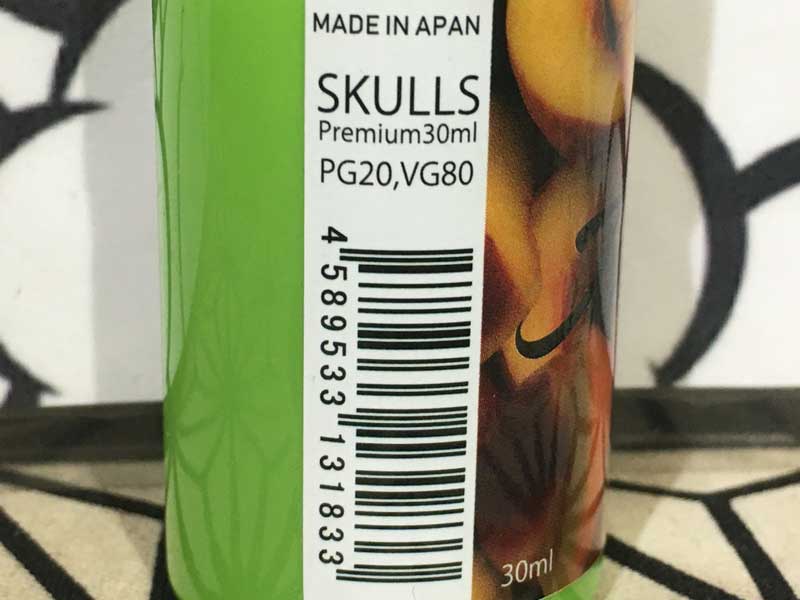 MADE IN APAN
SKULLS
Premium30ml
PG20,VG80
4 589533 131833
30ml